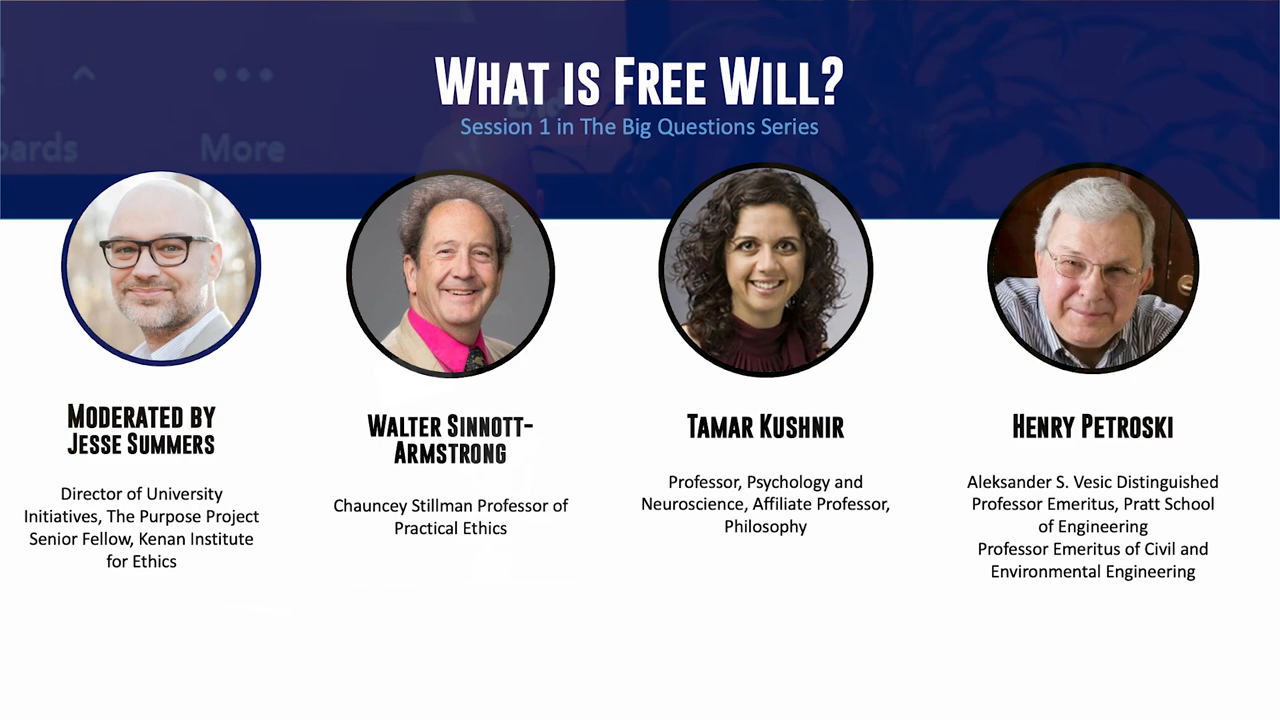 WHAT IS FREE WILL?
Session 1 in The Big Questions Series
ards
More
MODERATED BY
JESSE SUMMERS
Director of University
Initiatives, The Purpose Project
Senior Fellow, Kenan Institute
for Ethics
WALTER SINNOTT-
ARMSTRONG
Chauncey Stillman Professor of
Practical Ethics
TAMAR KUSHNIR
Professor, Psychology and
Neuroscience, Affiliate Professor,
Philosophy
HENRY PETROSKI
Aleksander S. Vesic Distinguished
Professor Emeritus, Pratt School
of Engineering
Professor Emeritus of Civil and
Environmental Engineering